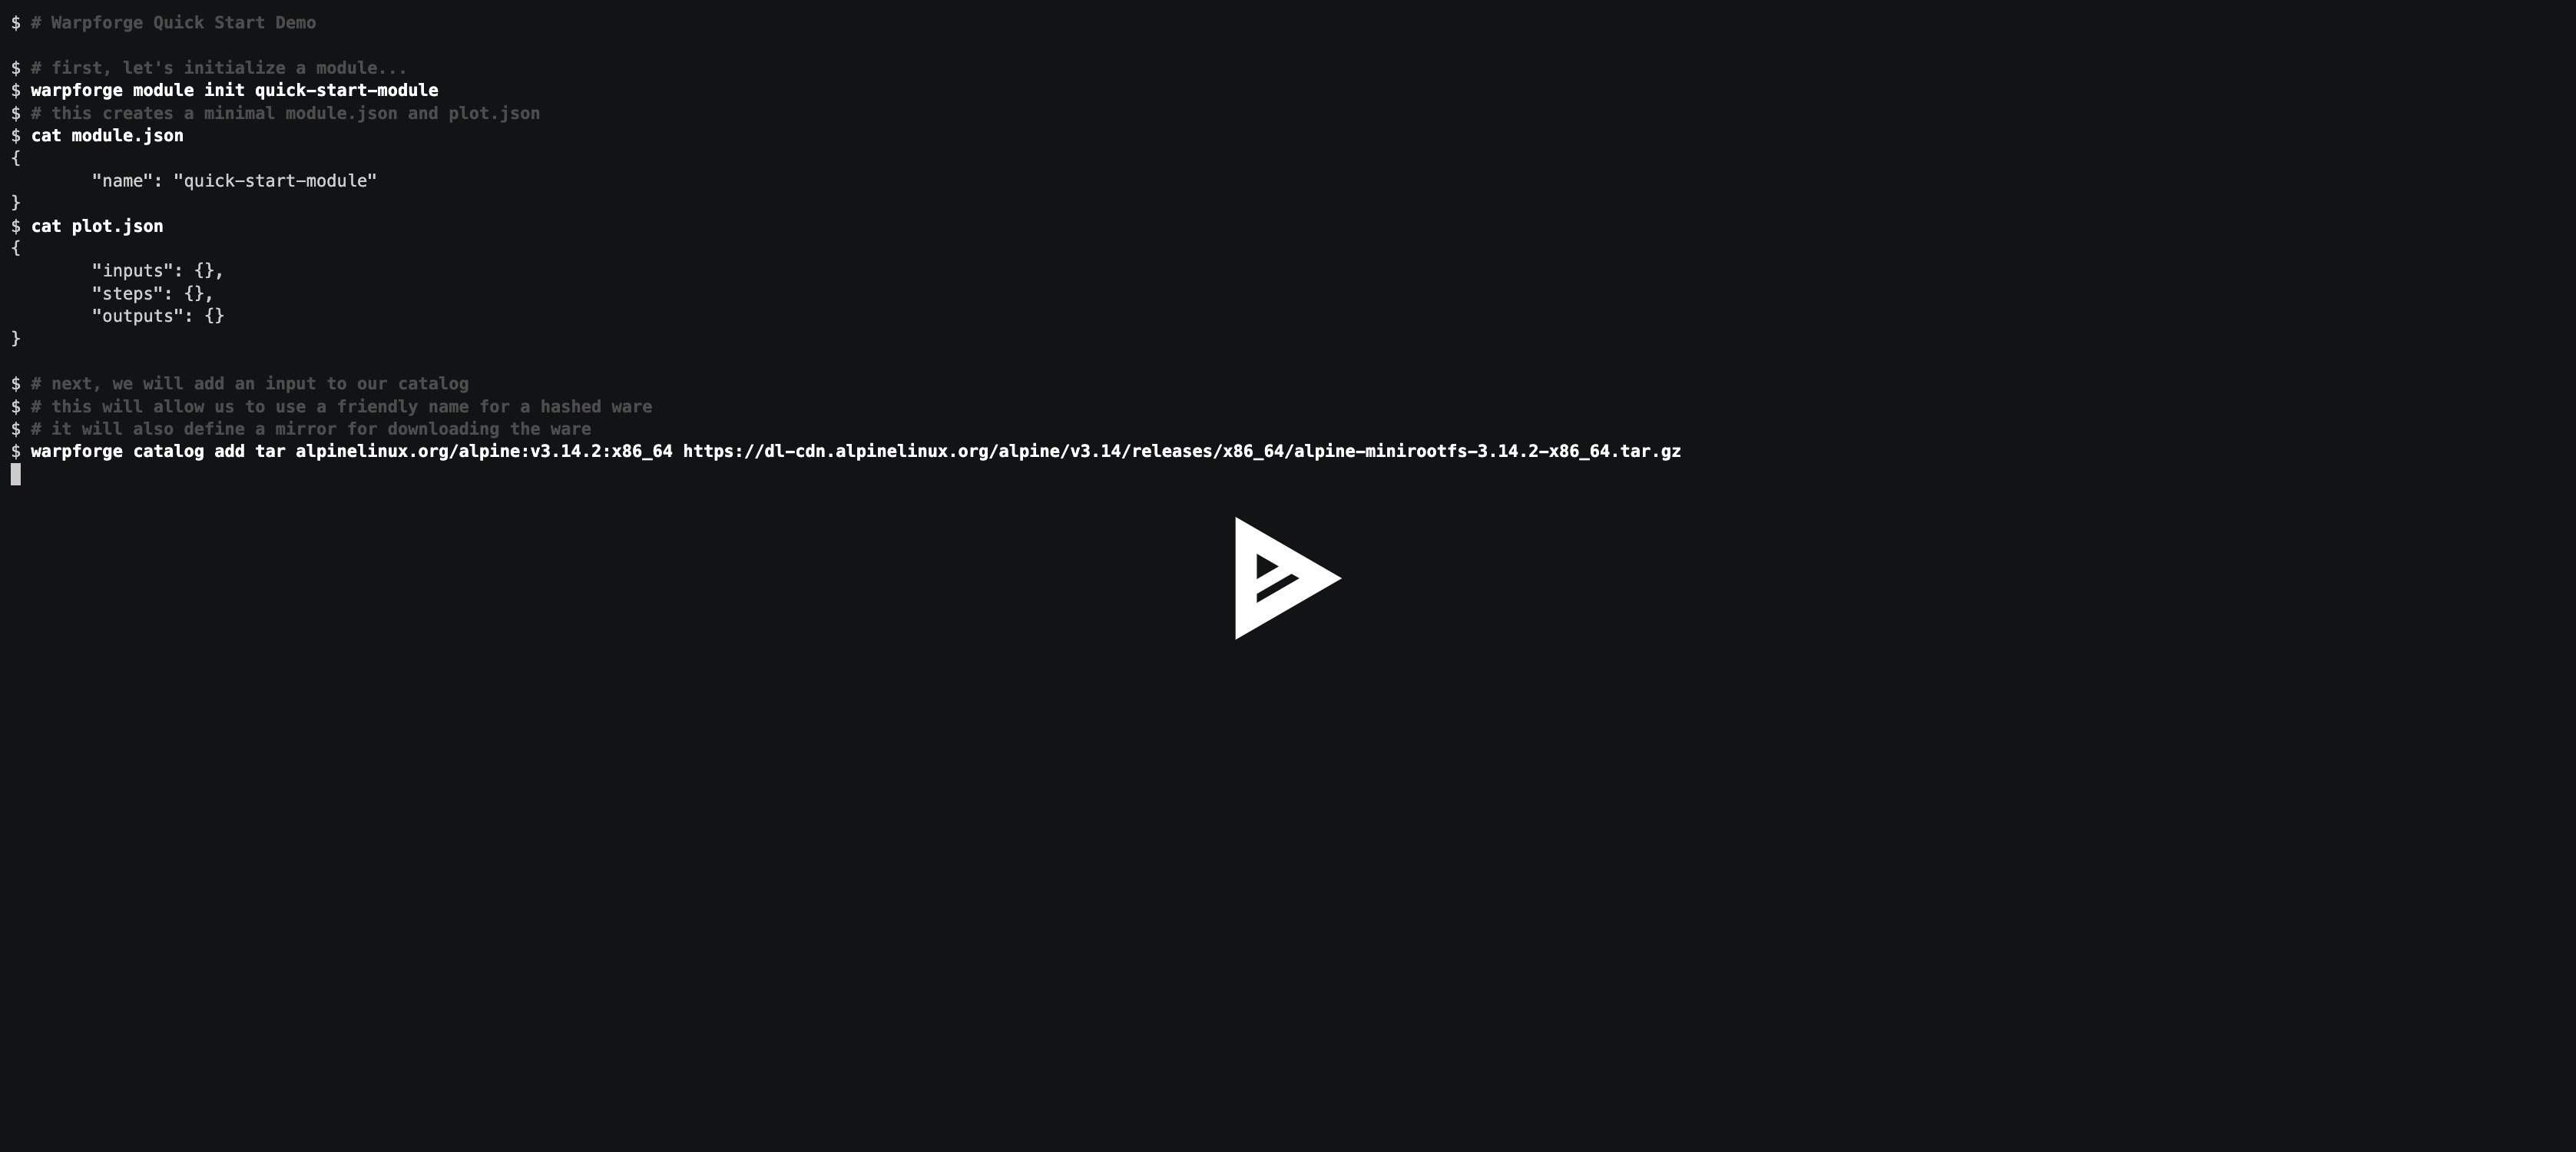 $ # Warpforge Quick Start Demo
$ # first, let's initialize a module...
$ warpforge module init quick-start-module
$ # this creates a minimal module.json and plot.json
$ cat module.json
{
        "name": "quick-start-module"
}
$ cat plot.json
{
        "inputs": {},
        "steps": {},
        "outputs": {}
}
$ # next, we will add an input to our catalog
$ # this will allow us to use a friendly name for a hashed ware
$ # it will also define a mirror for downloading the ware
$ warpforge catalog add tar alpinelinux.org/alpine:v3.14.2:x86_64 https://dl-cdn.alpinelinux.org/alpine/v3.14/releases/x86_64/alpine-minirootfs-3.14.2-x86_64.tar.gz